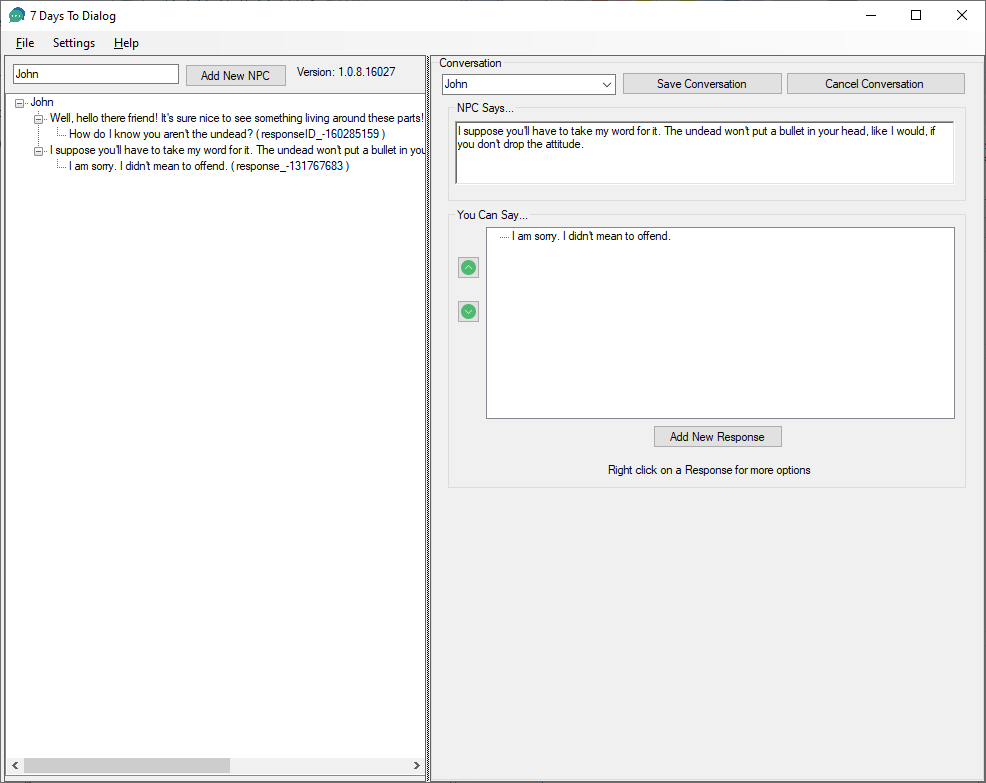 7 Days To Dialog
File Settings Help
John
Add New NPC
Version: 1.0.8.16027
John
Well, hello there friend! It's sure nice to see something living around these parts!
How do I know you aren't the undead? ( responseID_-160285159 )
I suppose you'll have to take my word for it. The undead won't put a bullet in you
I am sorry. I didn't mean to offend. ( response_-131767683 )
Conversation
John
Save Conversation
Cancel Conversation
NPC Says...
I suppose you'll have to take my word for it. The undead won't put a bullet in your head, like I would, if
you don't drop the attitude.
You Can Say...
I am sorry. I didn't mean to offend.
Add New Response
Right click on a Response for more options